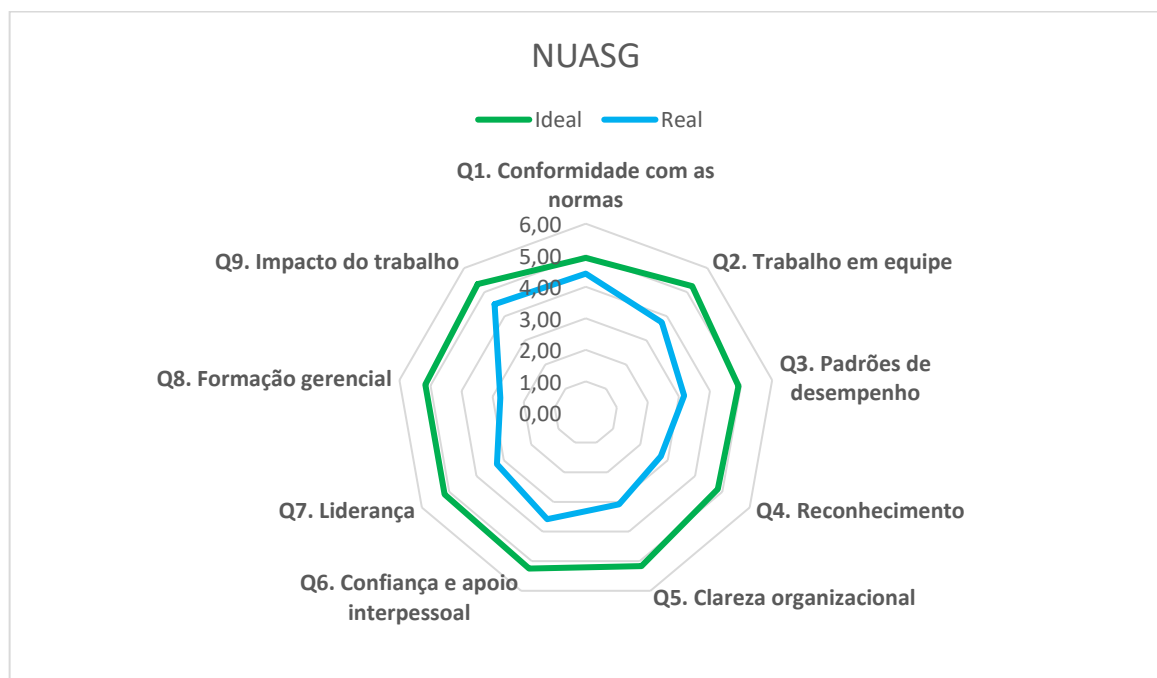 NUASG
Ideal
Real
Q1. Conformidade com as
normas
Q2. Trabalho em equipe
Q3. Padrões de
desempenho
Q4. Reconhecimento
Q5. Clareza organizacional
Q6. Confiança e apoio
interpessoal
Q7. Liderança
Q8. Formação gerencial
Q9. Impacto do trabalho
6,00
5,00
4,00
3,00
2,00
1,00
0,00